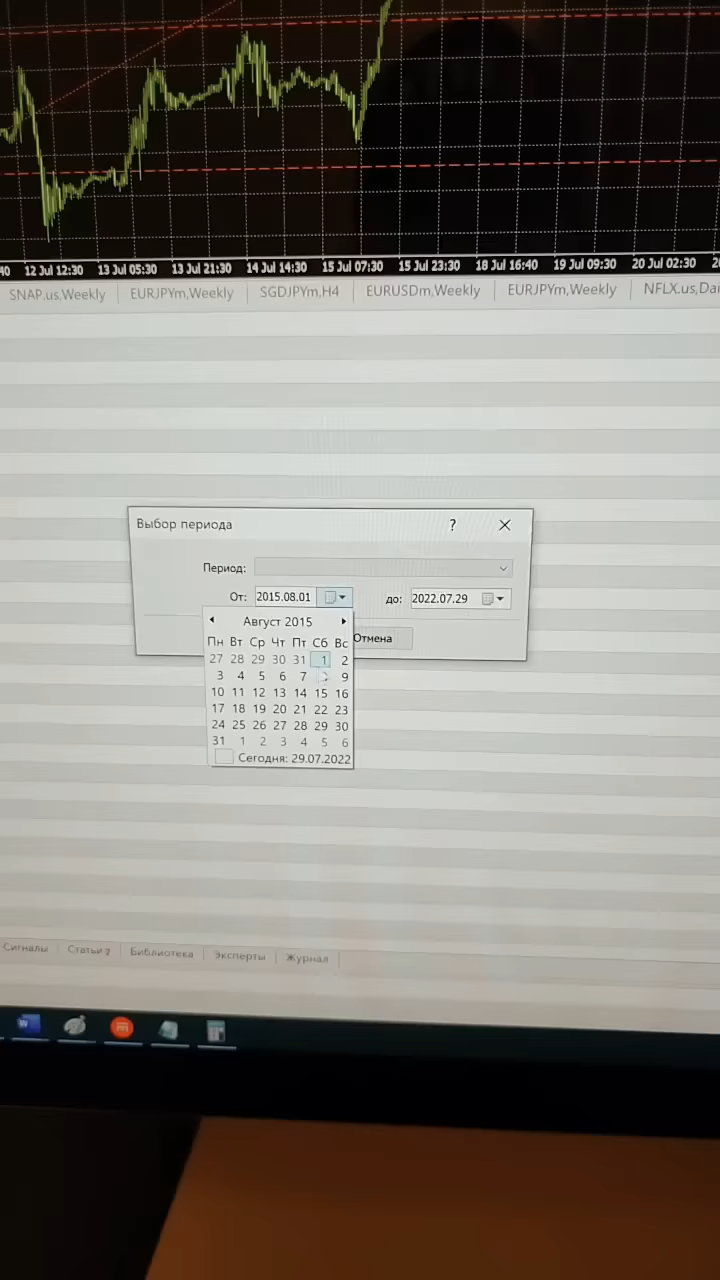 40 12 Jul 12:30 13 Jul 05:30 13 Jul 21:30 14 Jul 14:30 15 Jul 07:30 15 Jul 23:30 18 Jul 16:40 19 Jul 09:30 20 Jul 02:30
SNAP.us,Weekly EURJPYm,Weekly SGDJPYm,H4 EURUSDm,Weekly EURJPYm,Weekly NFLX.us,Dai
Выбор периода ?
Период:
От: 2015.08.01 до: 2022.07.29
Август 2015
Отмена
Пн Вт Ср Чт Пт Сб Вс
27 28 29 30 31 1 2
3 4 5 6 7 9
10 11 12 13 14 15 16
17 18 19 20 21 22 23
24 25 26 27 28 29 30
31 1 2 3 4 5 6
Сегодня: 29.07.2022
Сигналы Статьи Библиотека Эксперты Журнал